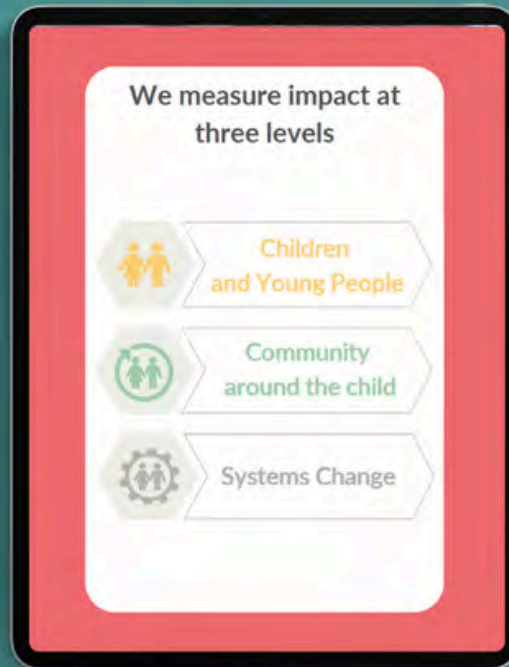 We measure impact at
three levels
Children
and Young People
Community
around the child
Systems Change